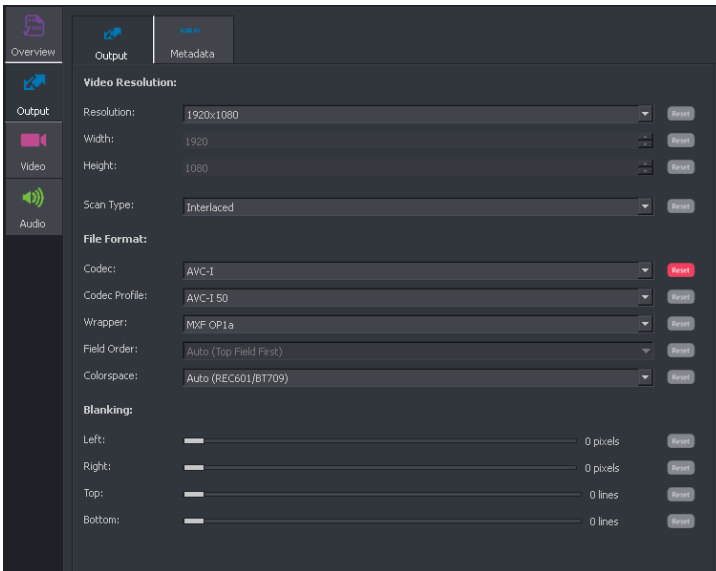 Overview
Output
Video
Audio
Output
Metadata
Video Resolution:
Resolution: 1920x1080 Reset
Width: 1920 Reset
Height: 1080 Reset
Scan Type: Interlaced Reset
File Format:
Codec: AVC-I Reset
Codec Profile: AVC-I 50 Reset
Wrapper: MXF OP1a Reset
Field Order: Auto (Top Field First) Reset
Colorspace: Auto (REC601/BT709) Reset
Blanking:
Left: 0 pixels Reset
Right: 0 pixels Reset
Top: 0 lines Reset
Bottom: 0 lines Reset